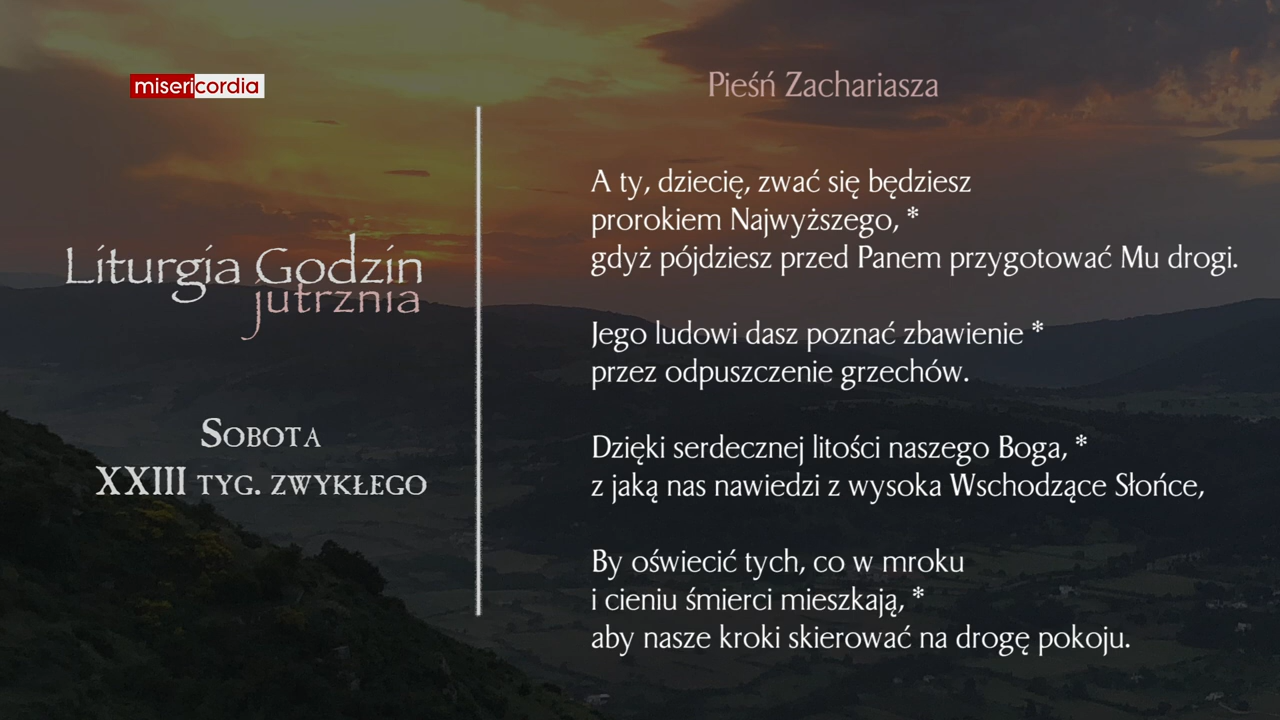 misericordia
Liturgia Godzin
jutrznia
Sobota
XXIII tyg. zwykłego
Pieśń Zachariasza
A ty, dziecię, zwać się będziesz
prorokiem Najwyższego, *
gdyż pójdziesz przed Panem przygotować Mu drogi.
Jego ludowi dasz poznać zbawienie *
przez odpuszczenie grzechów.
Dzięki serdecznej litości naszego Boga, *
z jaką nas nawiedzi z wysoka Wschodzące Słońce,
By oświecić tych, co w mroku
i cieniu śmierci mieszkają, *
aby nasze kroki skierować na drogę pokoju.